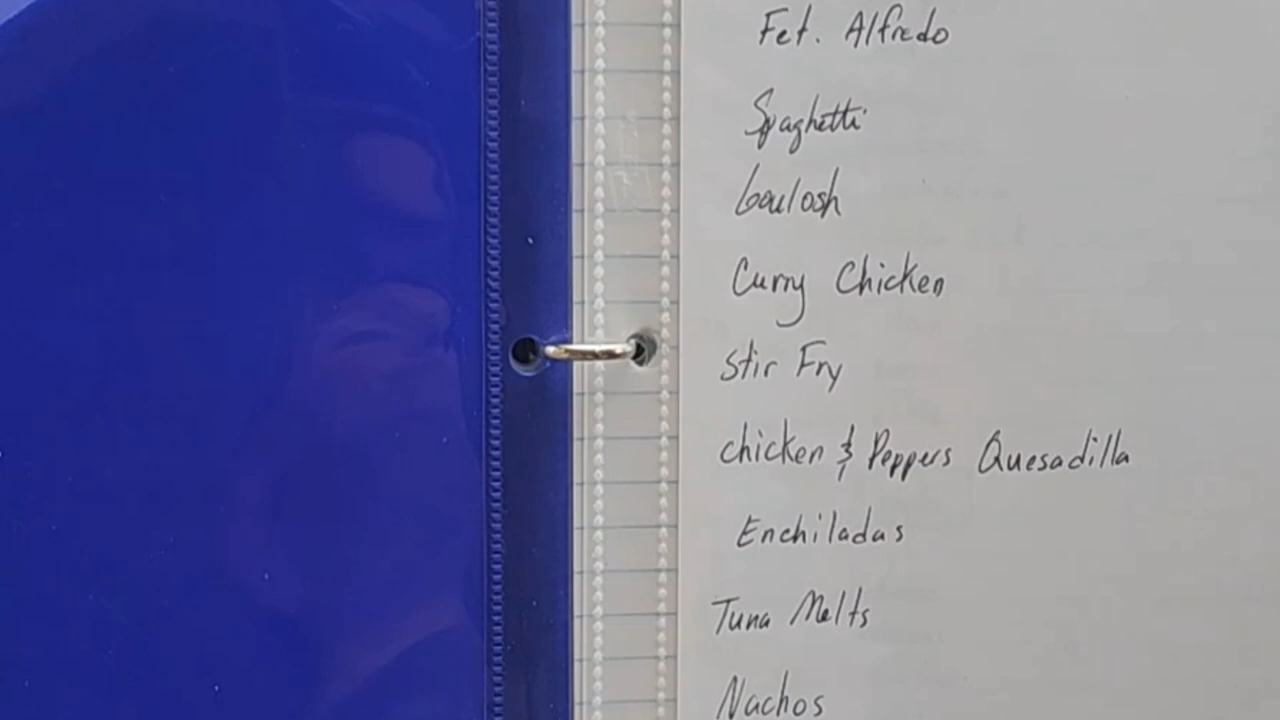 Fet. Alfredo
Spaghetti
Goulosh
Curry Chicken
Stir Fry
chicken & Peppers Quesadilla
Enchiladas
Tuna Melts
Nachos